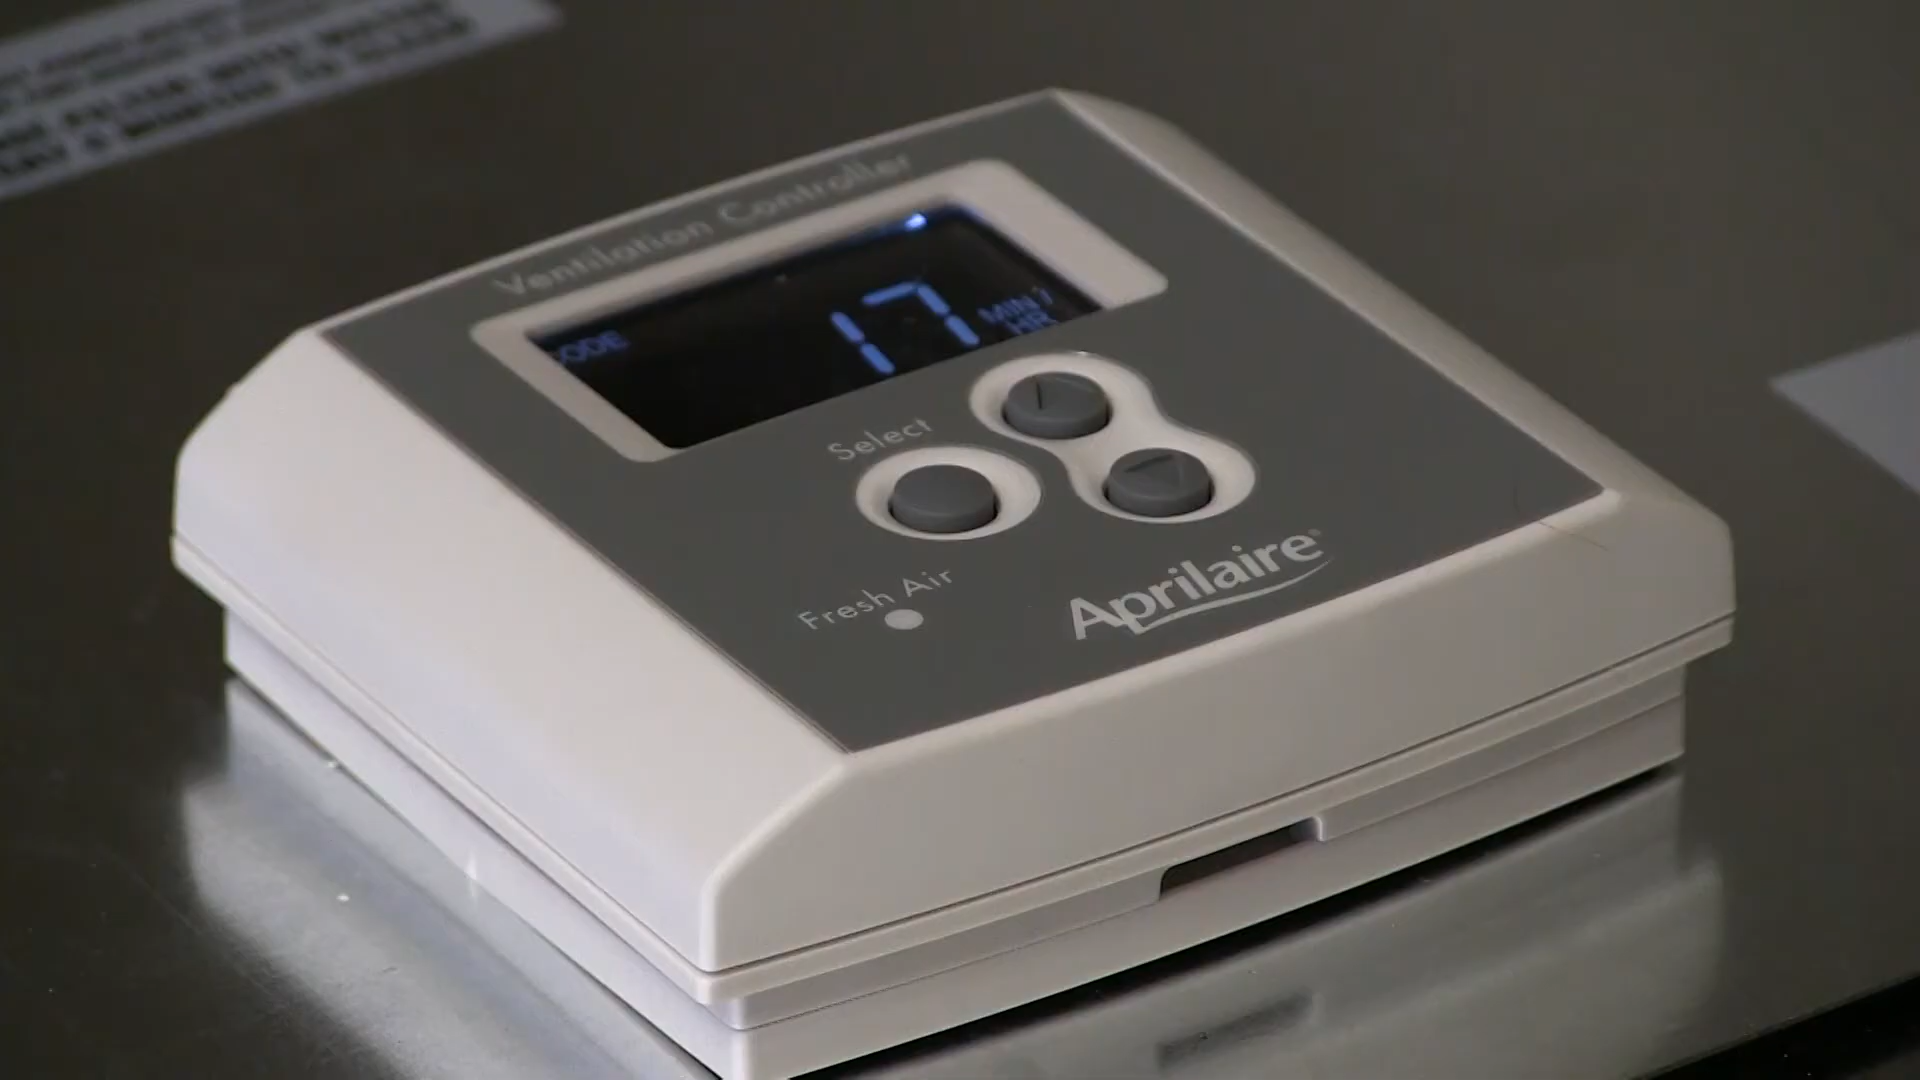 Ventilation Controller
ODE
17 MIN/
HR
Select
Fresh Air
Aprilaire®